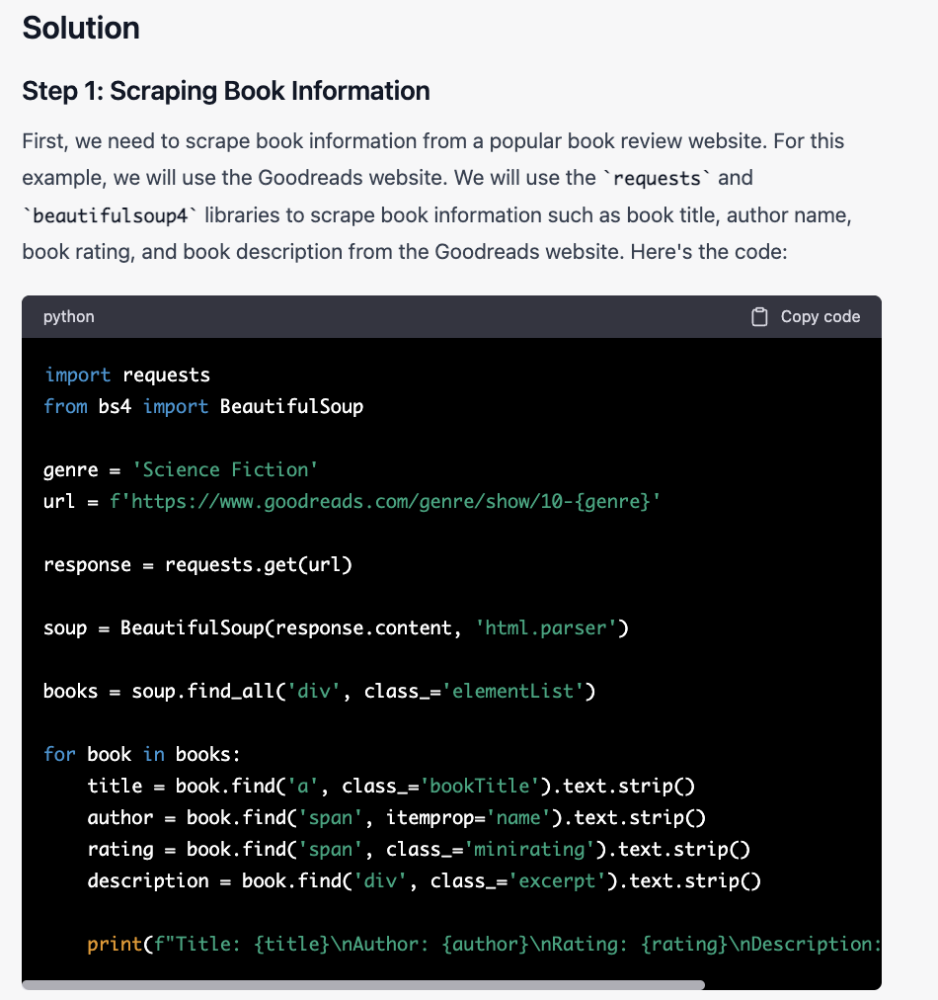 Solution
Step 1: Scraping Book Information
First, we need to scrape book information from a popular book review website. For this
example, we will use the Goodreads website. We will use the `requests` and
`beautifulsoup4` libraries to scrape book information such as book title, author name,
book rating, and book description from the Goodreads website. Here's the code:
python Copy code
import requests
from bs4 import BeautifulSoup
genre = 'Science Fiction'
url = f'https://www.goodreads.com/genre/show/10-{genre}'
response = requests.get(url)
soup = BeautifulSoup(response.content, 'html.parser')
books = soup.find_all('div', class_='elementList')
for book in books:
    title = book.find('a', class_='bookTitle').text.strip()
    author = book.find('span', itemprop='name').text.strip()
    rating = book.find('span', class_='minirating').text.strip()
    description = book.find('div', class_='excerpt').text.strip()
    print(f"Title: {title}\nAuthor: {author}\nRating: {rating}\nDescription: